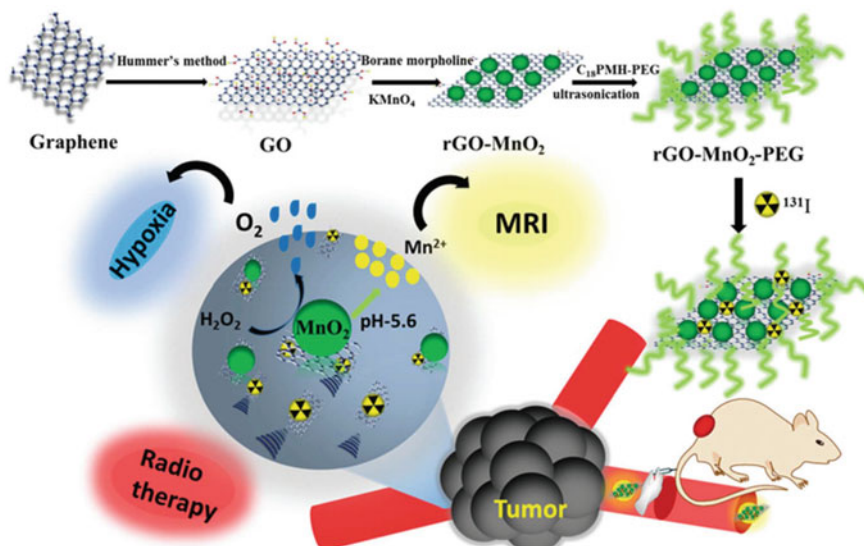 Hummer's method
Borane morpholine
KMnO₄
C₁₈PMH-PEG
ultrasonication
Graphene
GO
rGO-MnO₂
rGO-MnO₂-PEG
¹³¹I
Hypoxia
O₂
Mn²⁺
MRI
H₂O₂
MnO₂
pH-5.6
Radio
therapy
Tumor